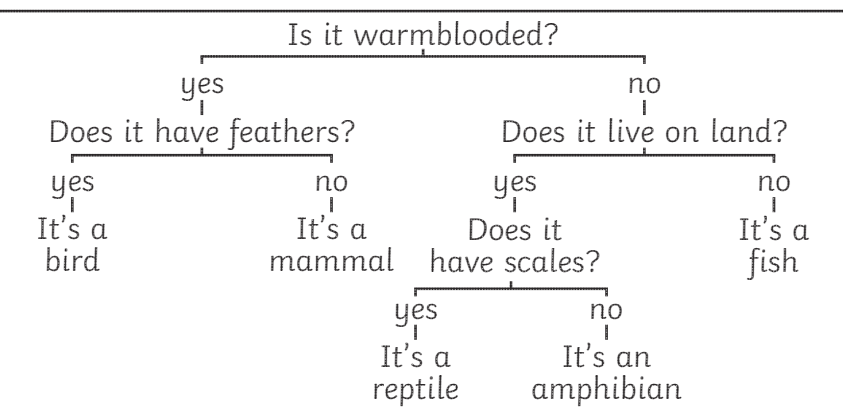 Is it warmblooded?
yes no
Does it have feathers? Does it live on land?
yes no yes no
It's a It's a Does it It's a
bird mammal have scales? fish
yes no
It's a It's an
reptile amphibian